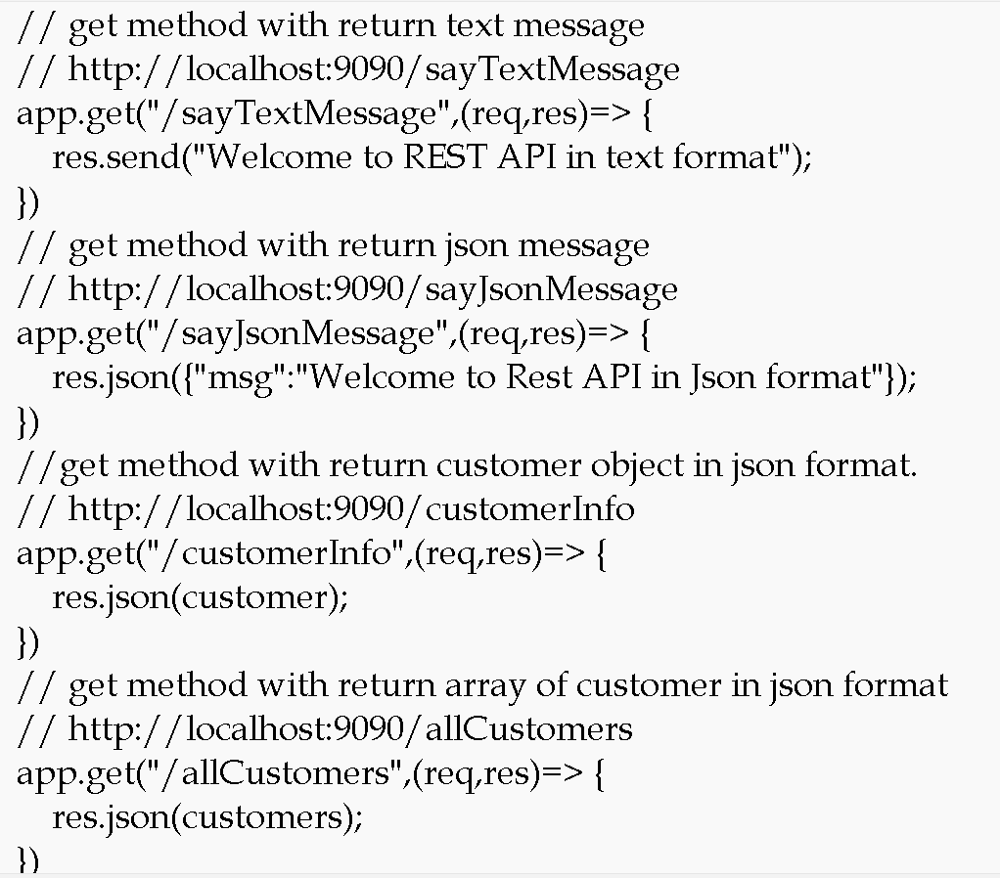 // get method with return text message
// http://localhost:9090/sayTextMessage
app.get("/sayTextMessage",(req,res)=> {
    res.send("Welcome to REST API in text format");
})
// get method with return json message
// http://localhost:9090/sayJsonMessage
app.get("/sayJsonMessage",(req,res)=> {
    res.json({"msg":"Welcome to Rest API in Json format"});
})
//get method with return customer object in json format.
// http://localhost:9090/customerInfo
app.get("/customerInfo",(req,res)=> {
    res.json(customer);
})
// get method with return array of customer in json format
// http://localhost:9090/allCustomers
app.get("/allCustomers",(req,res)=> {
    res.json(customers);
})